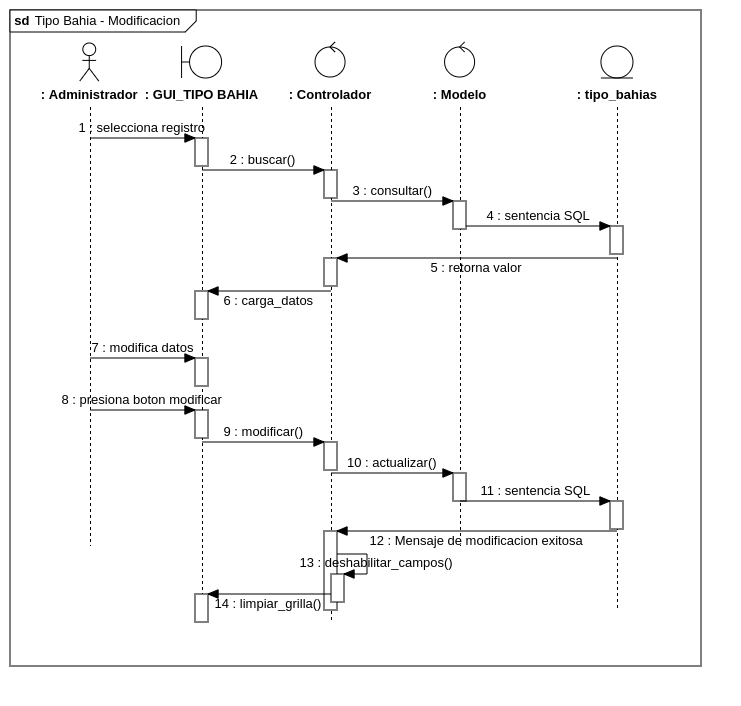 sd Tipo Bahia - Modificacion
: Administrador : GUI_TIPO BAHIA : Controlador : Modelo : tipo_bahias
1 : selecciona registro
2 : buscar()
3 : consultar()
4 : sentencia SQL
5 : retorna valor
6 : carga_datos
7 : modifica datos
8 : presiona boton modificar
9 : modificar()
10 : actualizar()
11 : sentencia SQL
12 : Mensaje de modificacion exitosa
13 : deshabilitar_campos()
14 : limpiar_grilla()